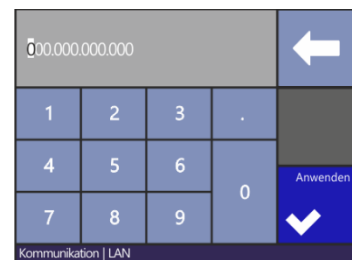 000.000.000.000
1 2 3 .
4 5 6
Anwenden
0
7 8 9
Kommunikation | LAN